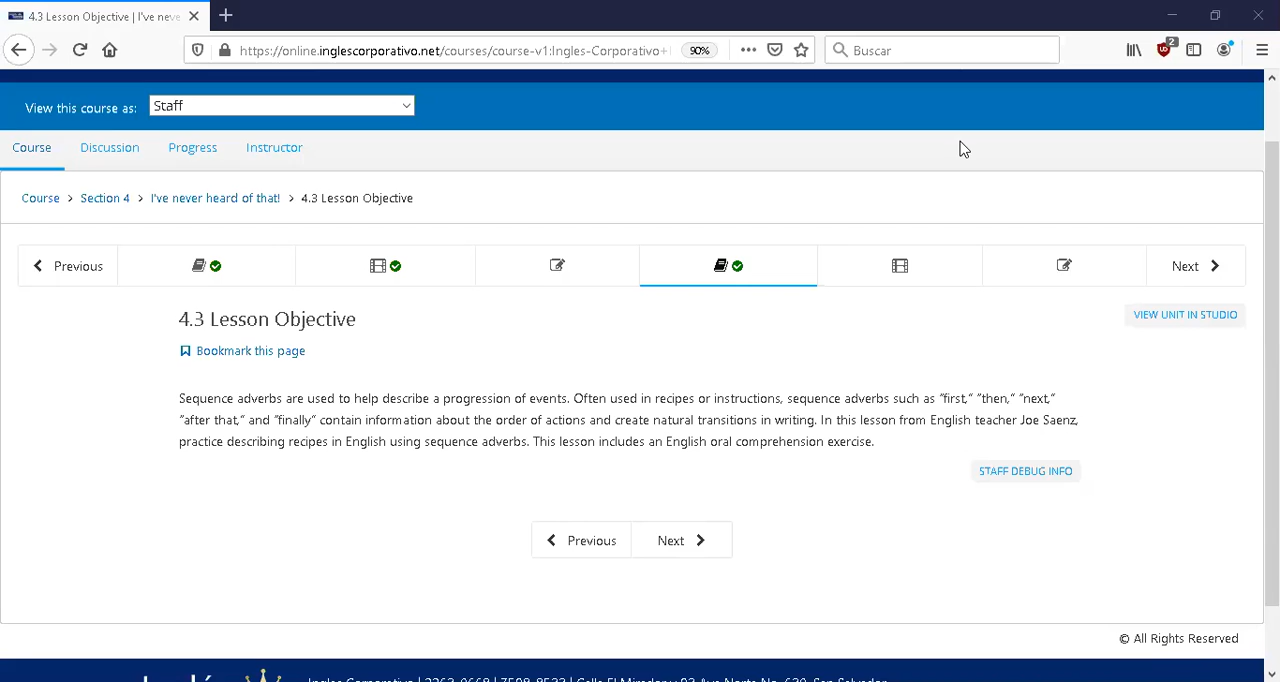 4.3 Lesson Objective | I've neve
https://online.inglescorporativo.net/courses/course-v1:Ingles-Corporativo+
90%
Buscar
2
View this course as: Staff
Course Discussion Progress Instructor
Course > Section 4 > I've never heard of that! > 4.3 Lesson Objective
Previous
Next
4.3 Lesson Objective
VIEW UNIT IN STUDIO
Bookmark this page
Sequence adverbs are used to help describe a progression of events. Often used in recipes or instructions, sequence adverbs such as "first," "then," "next,"
"after that," and "finally" contain information about the order of actions and create natural transitions in writing. In this lesson from English teacher Joe Saenz,
practice describing recipes in English using sequence adverbs. This lesson includes an English oral comprehension exercise.
STAFF DEBUG INFO
Previous
Next
© All Rights Reserved